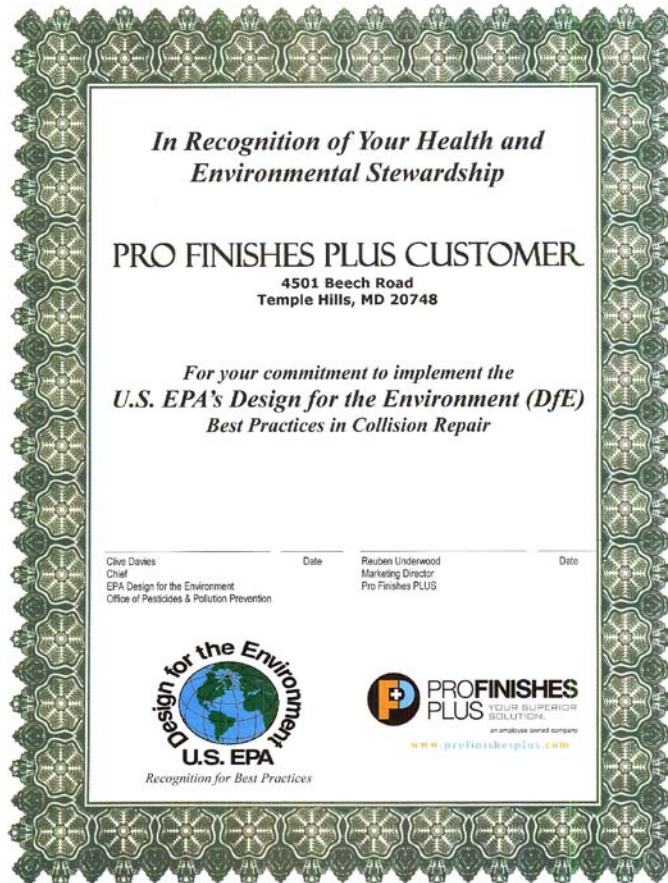 In Recognition of Your Health and
Environmental Stewardship
PRO FINISHES PLUS CUSTOMER
4501 Beech Road
Temple Hills, MD 20748
For your commitment to implement the
U.S. EPA's Design for the Environment (DfE)
Best Practices in Collision Repair
Clive Davies Date
Chief
EPA Design for the Environment
Office of Pesticides & Pollution Prevention
Reuben Underwood Date
Marketing Director
Pro Finishes PLUS
Design for the Environment
U.S. EPA
Recognition for Best Practices
FP
PROFINISHES
PLUS YOUR SUPERIOR
SOLUTION.
an employee owned company
www.profinishesplus.com